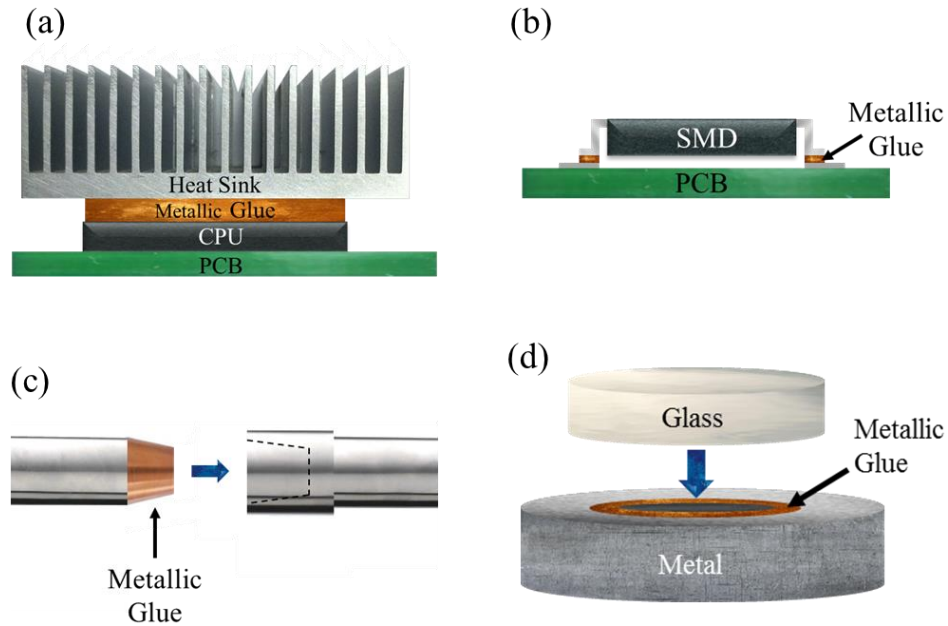 (a)
Heat Sink
Metallic Glue
CPU
PCB
(b)
Metallic
Glue
SMD
PCB
(c)
Metallic
Glue
(d)
Glass
Metallic
Glue
Metal